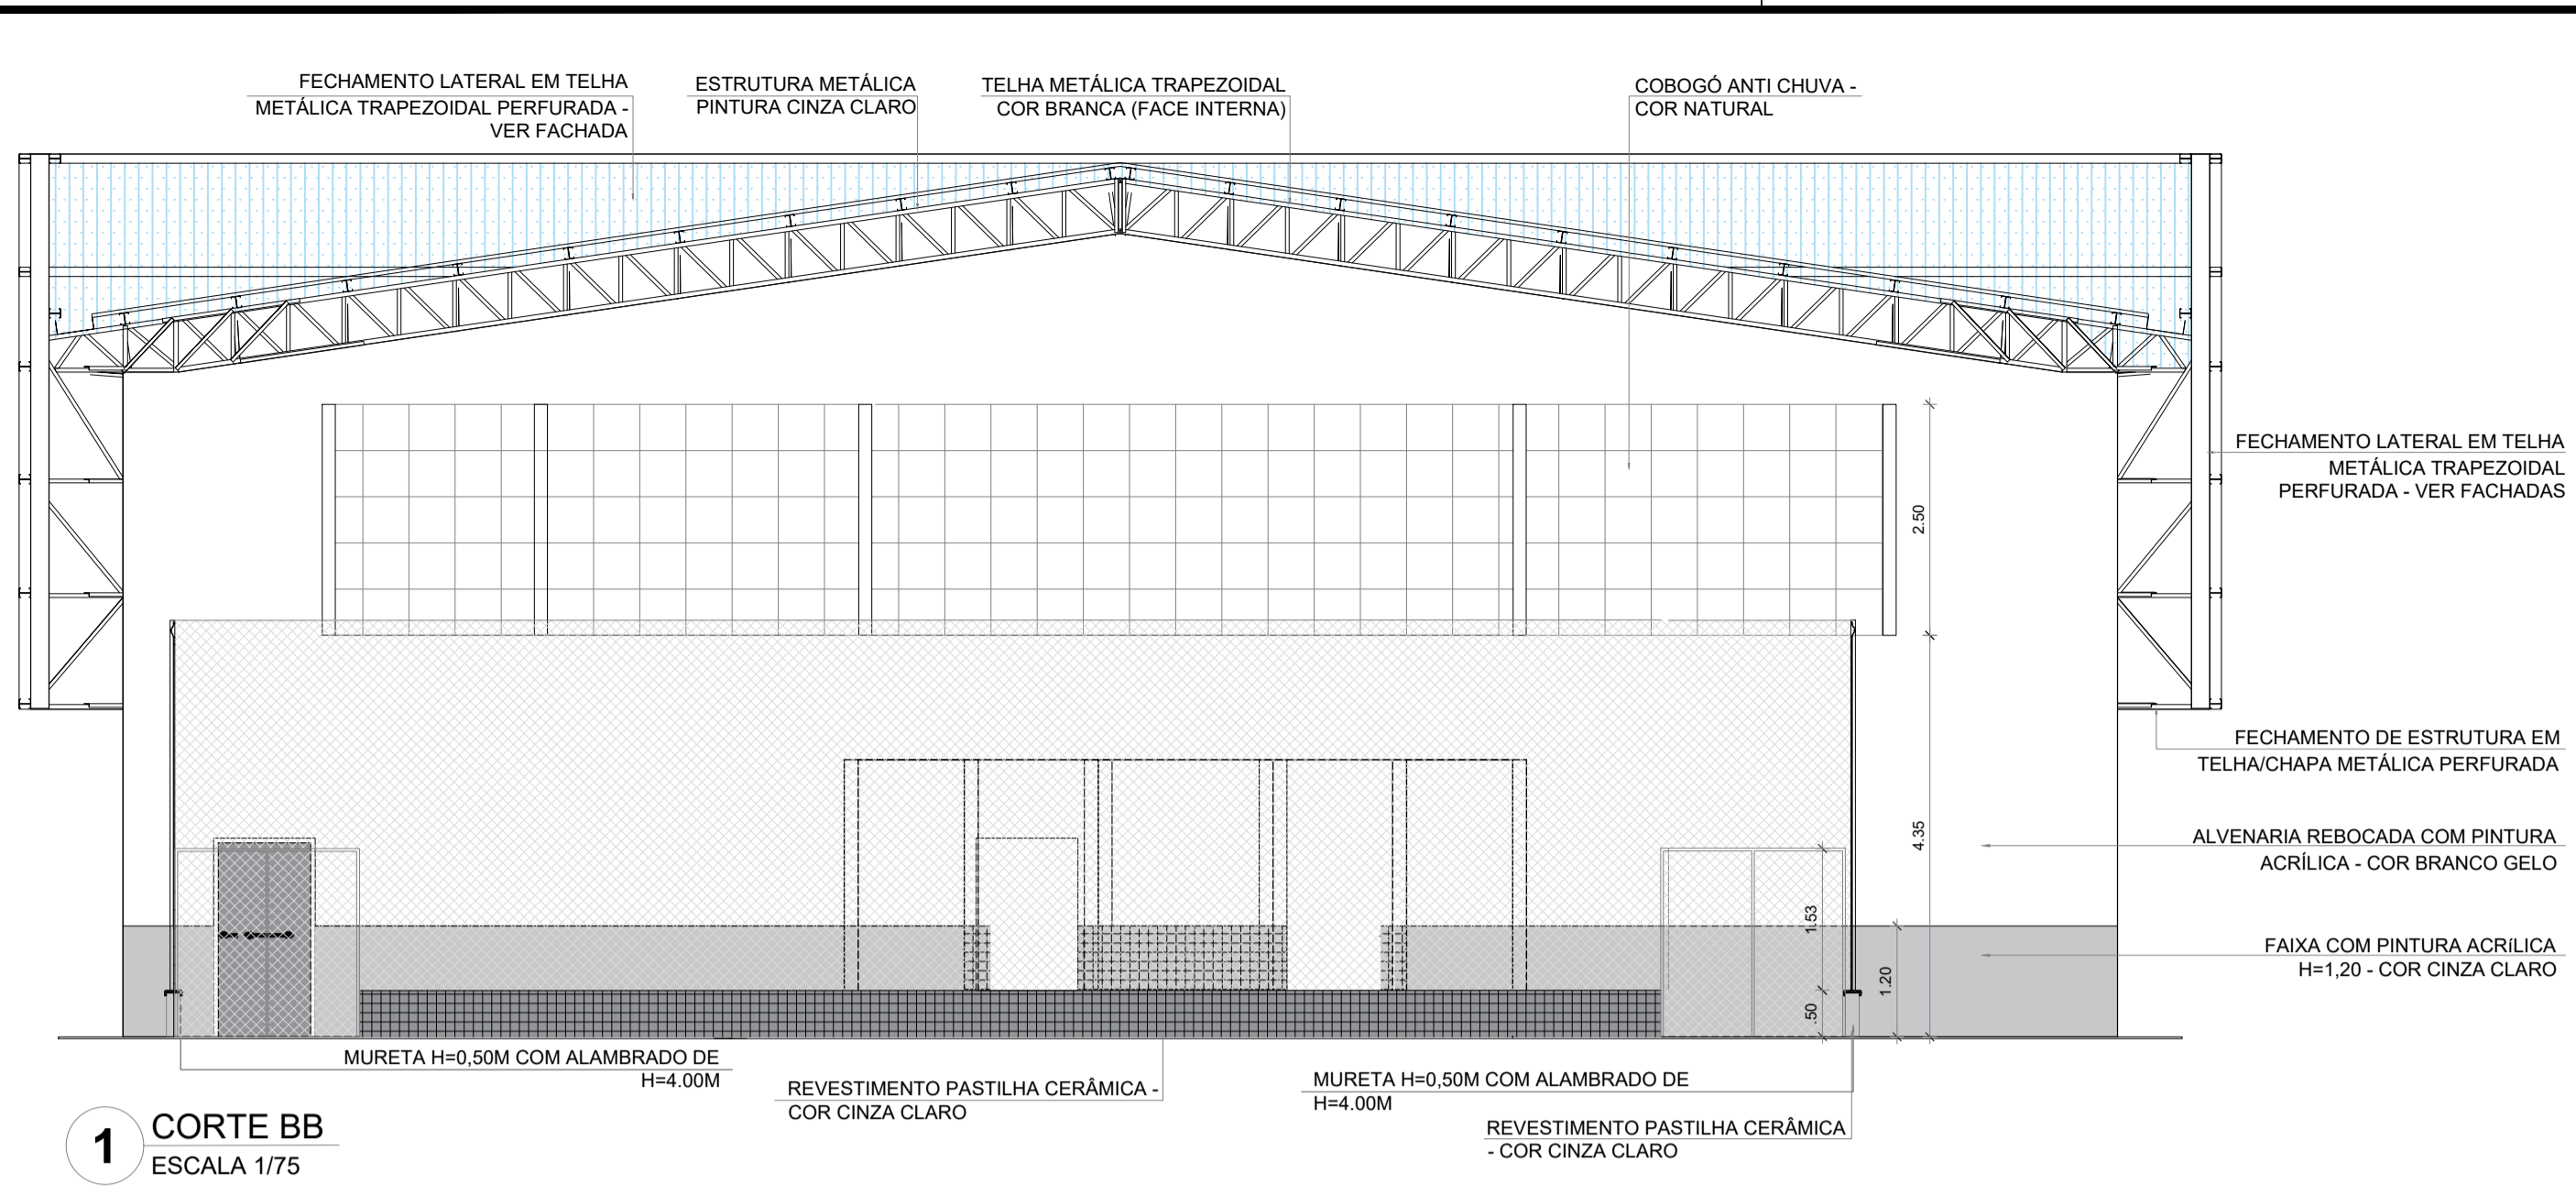 FECHAMENTO LATERAL EM TELHA
METÁLICA TRAPEZOIDAL PERFURADA -
VER FACHADA
ESTRUTURA METÁLICA
PINTURA CINZA CLARO
TELHA METÁLICA TRAPEZOIDAL
COR BRANCA (FACE INTERNA)
COBOGÓ ANTI CHUVA -
COR NATURAL
FECHAMENTO LATERAL EM TELHA
METÁLICA TRAPEZOIDAL
PERFURADA - VER FACHADAS
2.50
FECHAMENTO DE ESTRUTURA EM
TELHA/CHAPA METÁLICA PERFURADA
4.35
ALVENARIA REBOCADA COM PINTURA
ACRÍLICA - COR BRANCO GELO
1.53
1.20
.50
FAIXA COM PINTURA ACRÍLICA
H=1,20 - COR CINZA CLARO
MURETA H=0,50M COM ALAMBRADO DE
H=4.00M
REVESTIMENTO PASTILHA CERÂMICA -
COR CINZA CLARO
MURETA H=0,50M COM ALAMBRADO DE
H=4.00M
REVESTIMENTO PASTILHA CERÂMICA
- COR CINZA CLARO
1
CORTE BB
ESCALA 1/75